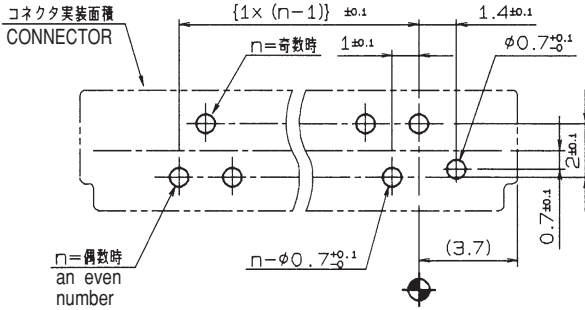 コネクタ実装面積
CONNECTOR
{1×(n-1)} ±0.1
1.4±0.1
n=奇数時
1±0.1
φ0.7+0.1 -0
2±0.1
0.7±0.1
n=偶数時
an even
number
n-φ0.7+0.1 -0
(3.7)